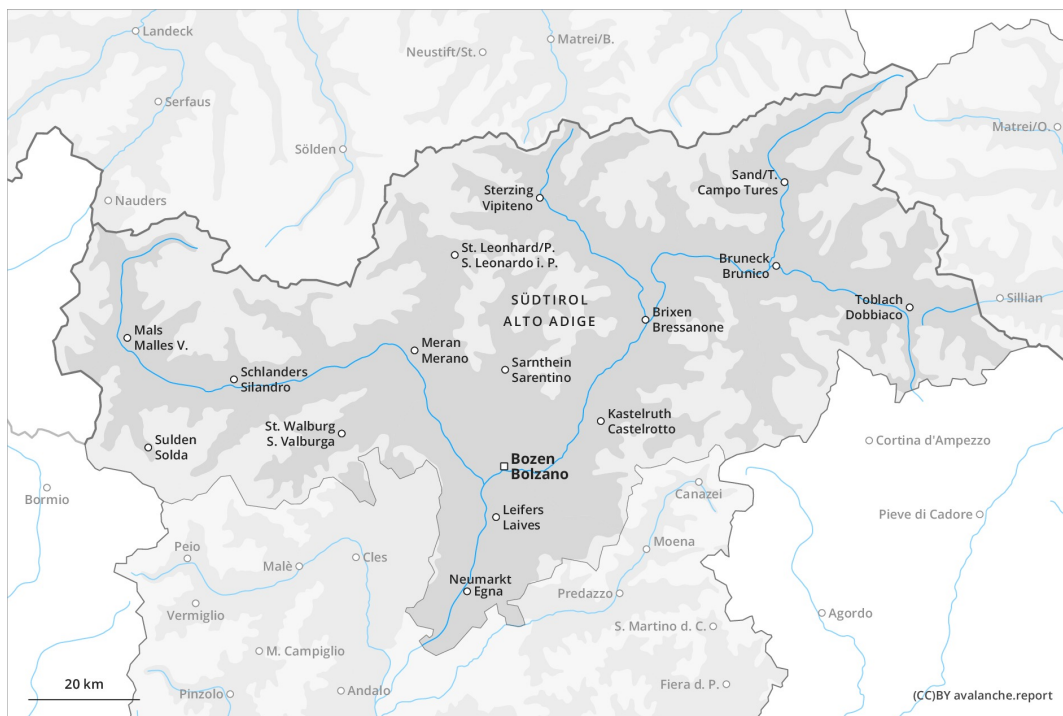 Landeck
Neustift/St.
Matrei/B.
Serfaus
Matrei/O.
Sölden
Sand/T.
Campo Tures
Sterzing
Vipiteno
Nauders
St. Leonhard/P.
S. Leonardo i. P.
Bruneck
Brunico
SÜDTIROL
ALTO ADIGE
Toblach
Dobbiaco
Sillian
Brixen
Bressanone
Mals
Malles V.
Meran
Merano
Sarnthein
Sarentino
Schlanders
Silandro
Kastelruth
Castelrotto
St. Walburg
S. Valburga
Sulden
Solda
Cortina d'Ampezzo
Bozen
Bolzano
Bormio
Canazei
Leifers
Laives
Pieve di Cadore
Peio
Malè
Cles
Moena
Neumarkt
Egna
Predazzo
Vermiglio
Agordo
S. Martino d. C.
M. Campiglio
20 km
Pinzolo
Andalo
Fiera d. P.
(CC)BY avalanche.report